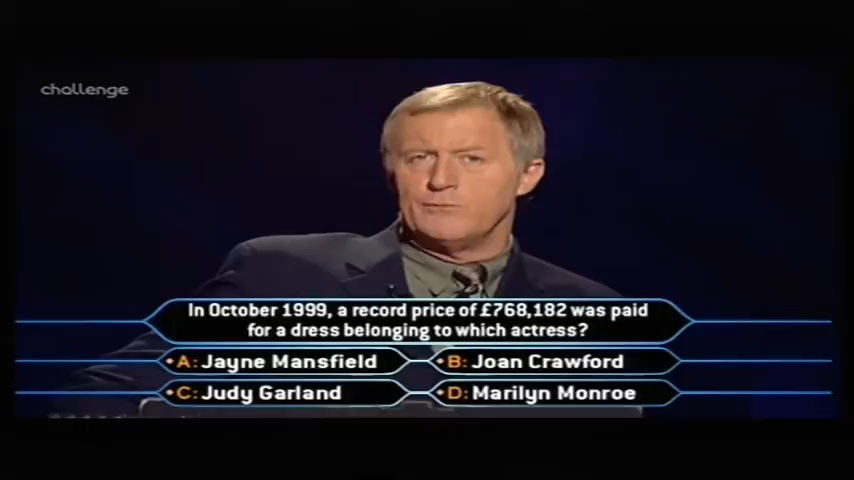 challenge
In October 1999, a record price of £768,182 was paid
for a dress belonging to which actress?
A: Jayne Mansfield
B: Joan Crawford
C: Judy Garland
D: Marilyn Monroe